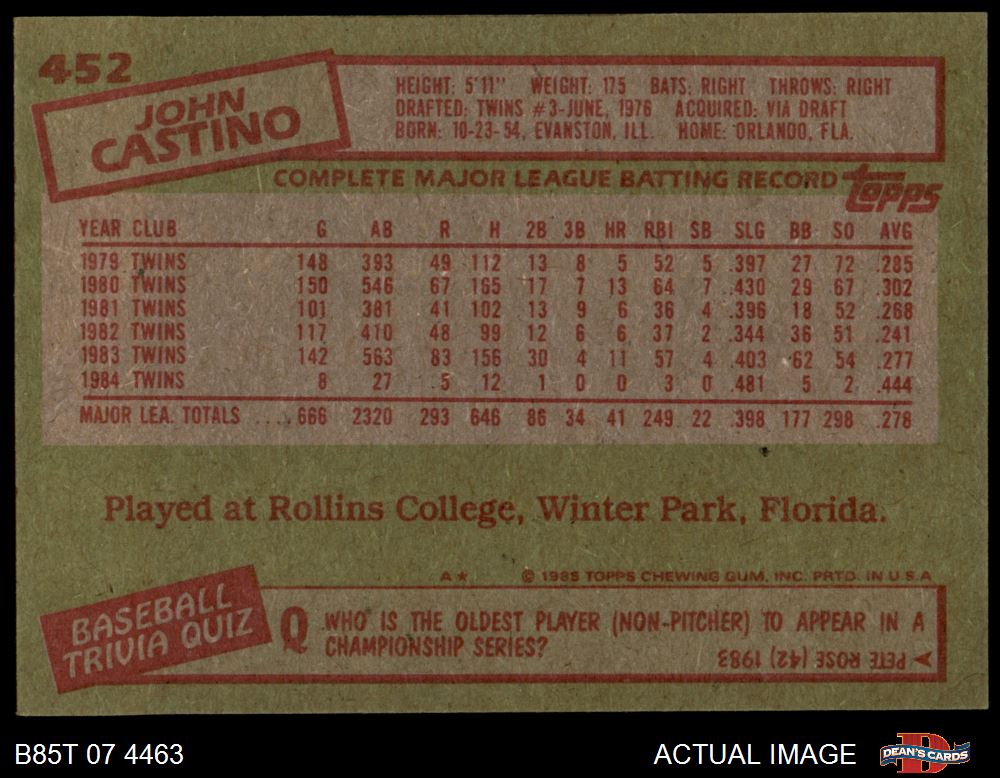 452
JOHN
CASTINO
HEIGHT: 5'11" WEIGHT: 175 BATS: RIGHT THROWS: RIGHT
DRAFTED: TWINS #3-JUNE, 1976 ACQUIRED: VIA DRAFT
BORN: 10-23-54, EVANSTON, ILL. HOME: ORLANDO, FLA.
COMPLETE MAJOR LEAGUE BATTING RECORD topps
YEAR CLUB G AB R H 2B 3B HR RBI SB SLG BB SO AVG
1979 TWINS 148 393 49 112 13 8 5 52 5 .397 27 72 .285
1980 TWINS 150 546 67 165 17 7 13 64 7 .430 29 67 .302
1981 TWINS 101 381 41 102 13 9 6 36 4 .396 18 52 .268
1982 TWINS 117 410 48 99 12 6 6 37 2 .344 36 51 .241
1983 TWINS 142 563 83 156 30 4 11 57 4 .403 62 54 .277
1984 TWINS 8 27 5 12 1 0 0 3 0 .481 5 2 .444
MAJOR LEA. TOTALS .... 666 2320 293 646 86 34 41 249 22 .398 177 298 .278
Played at Rollins College, Winter Park, Florida.
A* © 1985 TOPPS CHEWING GUM, INC. PRTD. IN U.S.A.
BASEBALL
TRIVIA QUIZ
Q WHO IS THE OLDEST PLAYER (NON-PITCHER) TO APPEAR IN A
CHAMPIONSHIP SERIES?
PETE ROSE (42) 1983
B85T 07 4463 ACTUAL IMAGE DEAN'S CARDS